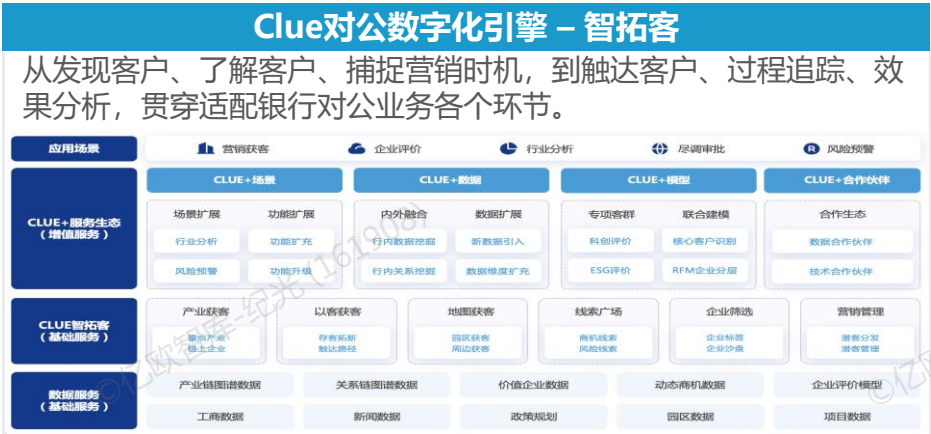 Clue对公数字化引擎 – 智拓客
从发现客户、了解客户、捕捉营销时机，到触达客户、过程追踪、效
果分析，贯穿适配银行对公业务各个环节。
应用场景 营销获客 企业评价 行业分析 尽调审批 R 风险预警
CLUE+场景 CLUE+数据 CLUE+模型 CLUE+合作伙伴
CLUE+服务生态
（增值服务）
场景扩展 功能扩展 内外融合 数据扩展 专项客群 联合建模 合作生态
行业分析 功能扩充 行内数据挖掘 新数据引入 科创评价 核心客户识别 数据合作伙伴
风险预警 功能升级 行内关系挖掘 数据维度扩充 ESG评价 RFM企业分层 技术合作伙伴
CLUE智拓客
（基础服务）
产业获客 以客获客 地图获客 线索广场 企业筛选 营销管理
重点产业 存客拓新 园区获客 商机线索 企业标签 潜客分发
链上企业 触达路径 周边获客 风险线索 企业沙盘 潜客管理
数据服务
（基础服务）
产业链图谱数据 关系链图谱数据 价值企业数据 动态商机数据 企业评价模型
工商数据 新闻数据 政策规划 园区数据 项目数据
©亿欧智库-纪光(161908)
©亿欧